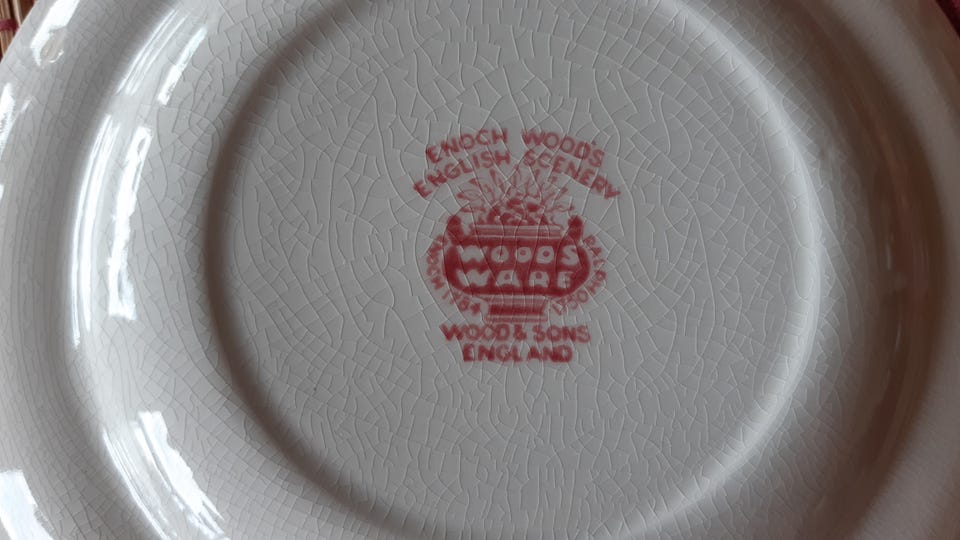 ENOCH WOOD'S
ENGLISH SCENERY
WOODS
WARE
WOOD & SONS
ENGLAND